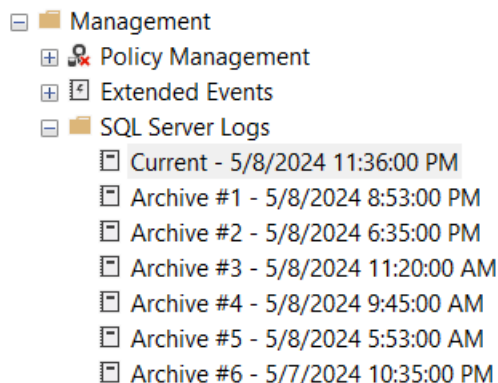 Management
Policy Management
Extended Events
SQL Server Logs
Current - 5/8/2024 11:36:00 PM
Archive #1 - 5/8/2024 8:53:00 PM
Archive #2 - 5/8/2024 6:35:00 PM
Archive #3 - 5/8/2024 11:20:00 AM
Archive #4 - 5/8/2024 9:45:00 AM
Archive #5 - 5/8/2024 5:53:00 AM
Archive #6 - 5/7/2024 10:35:00 PM